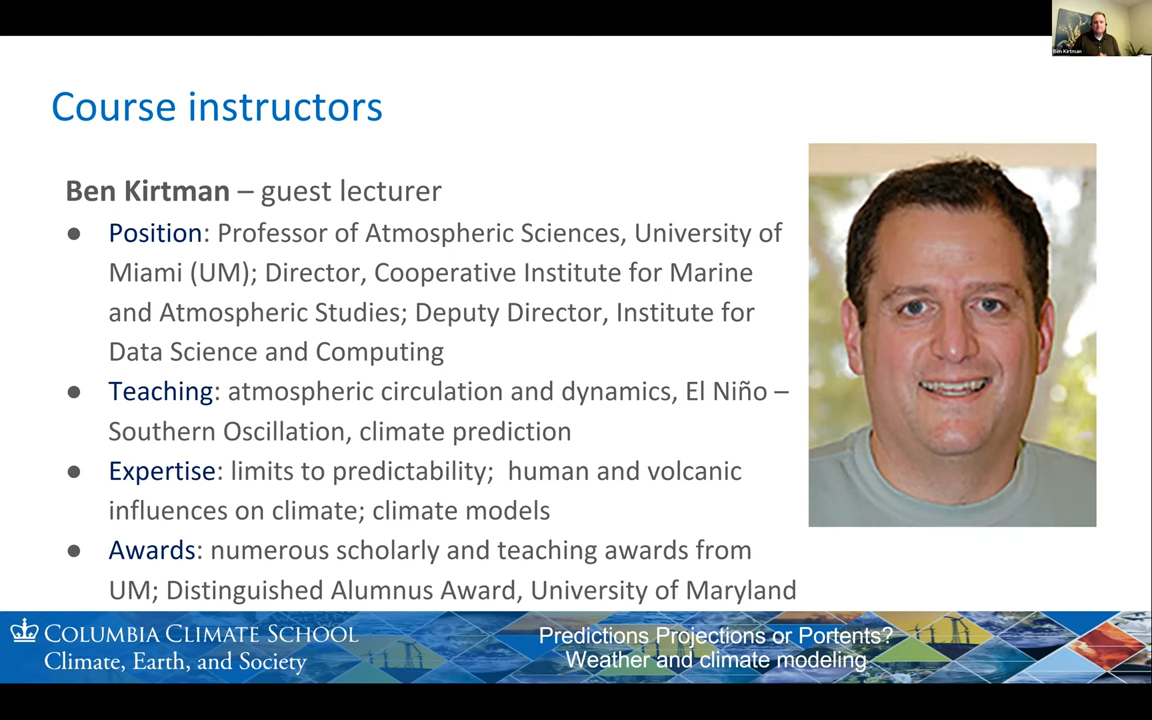 Ben Kirtman
Course instructors
Ben Kirtman – guest lecturer
● Position: Professor of Atmospheric Sciences, University of
Miami (UM); Director, Cooperative Institute for Marine
and Atmospheric Studies; Deputy Director, Institute for
Data Science and Computing
● Teaching: atmospheric circulation and dynamics, El Niño –
Southern Oscillation, climate prediction
● Expertise: limits to predictability;  human and volcanic
influences on climate; climate models
● Awards: numerous scholarly and teaching awards from
UM; Distinguished Alumnus Award, University of Maryland
COLUMBIA CLIMATE SCHOOL
Climate, Earth, and Society
Predictions Projections or Portents?
Weather and climate modeling